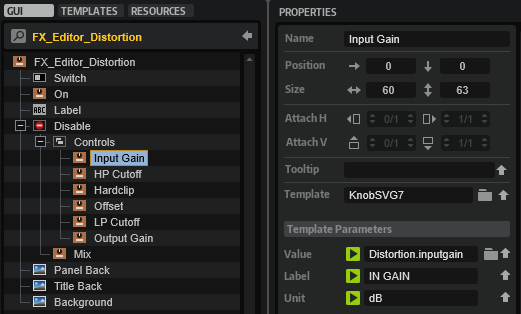 GUI TEMPLATES RESOURCES
FX_Editor_Distortion
FX_Editor_Distortion
Switch
On
ABC Label
Disable
Controls
Input Gain
HP Cutoff
Hardclip
Offset
LP Cutoff
Output Gain
Mix
Panel Back
Title Back
Background
PROPERTIES
Name Input Gain
Position 0 0
Size 60 63
Attach H 0/1 1/1
Attach V 0/1 1/1
Tooltip
Template KnobSVG7
Template Parameters
Value Distortion.inputgain
Label IN GAIN
Unit dB